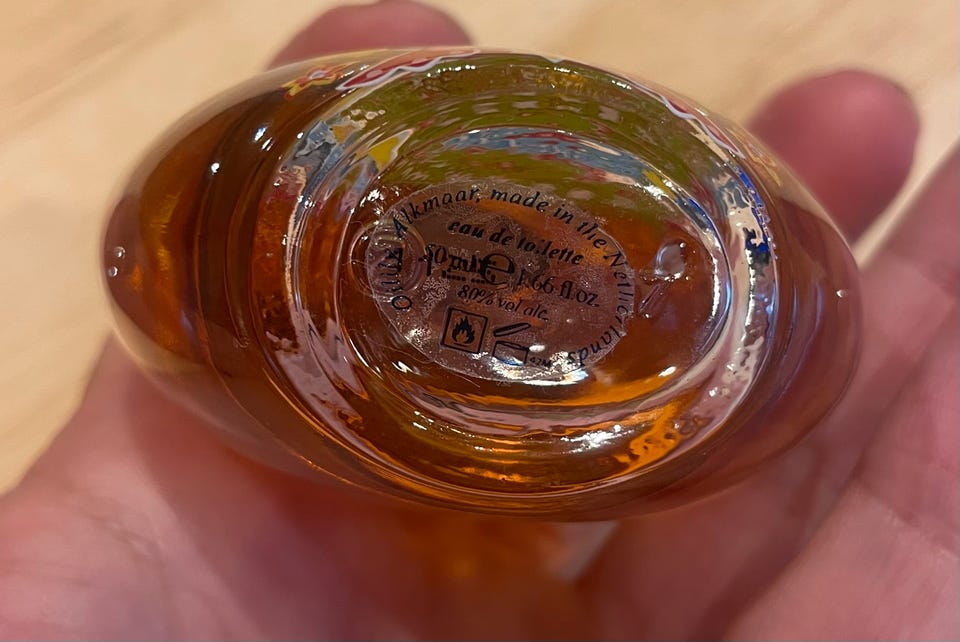 Alkmaar, made in the Netherlands
eau de toilette
50 ml e 1.66 fl.oz.
80% vol alc.